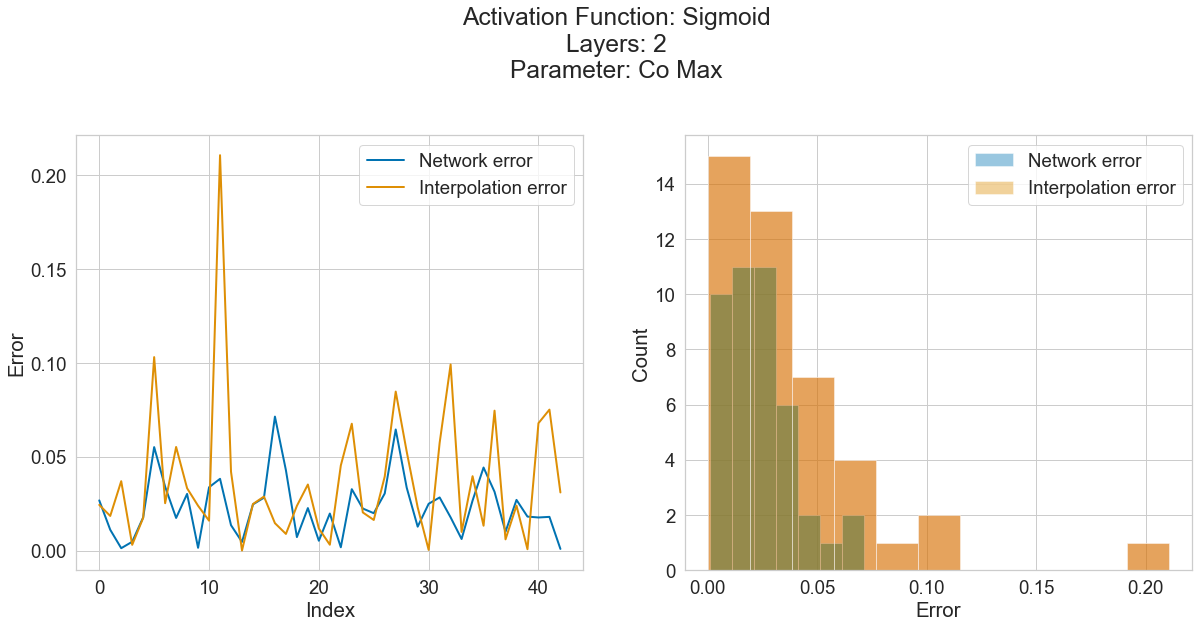 Activation Function: Sigmoid
Layers: 2
Parameter: Co Max
Network error
Interpolation error
0.20
0.15
0.10
0.05
0.00
0
10
20
30
40
Error
Index
Network error
Interpolation error
14
12
10
8
6
4
2
0
0.00
0.05
0.10
0.15
0.20
Count
Error